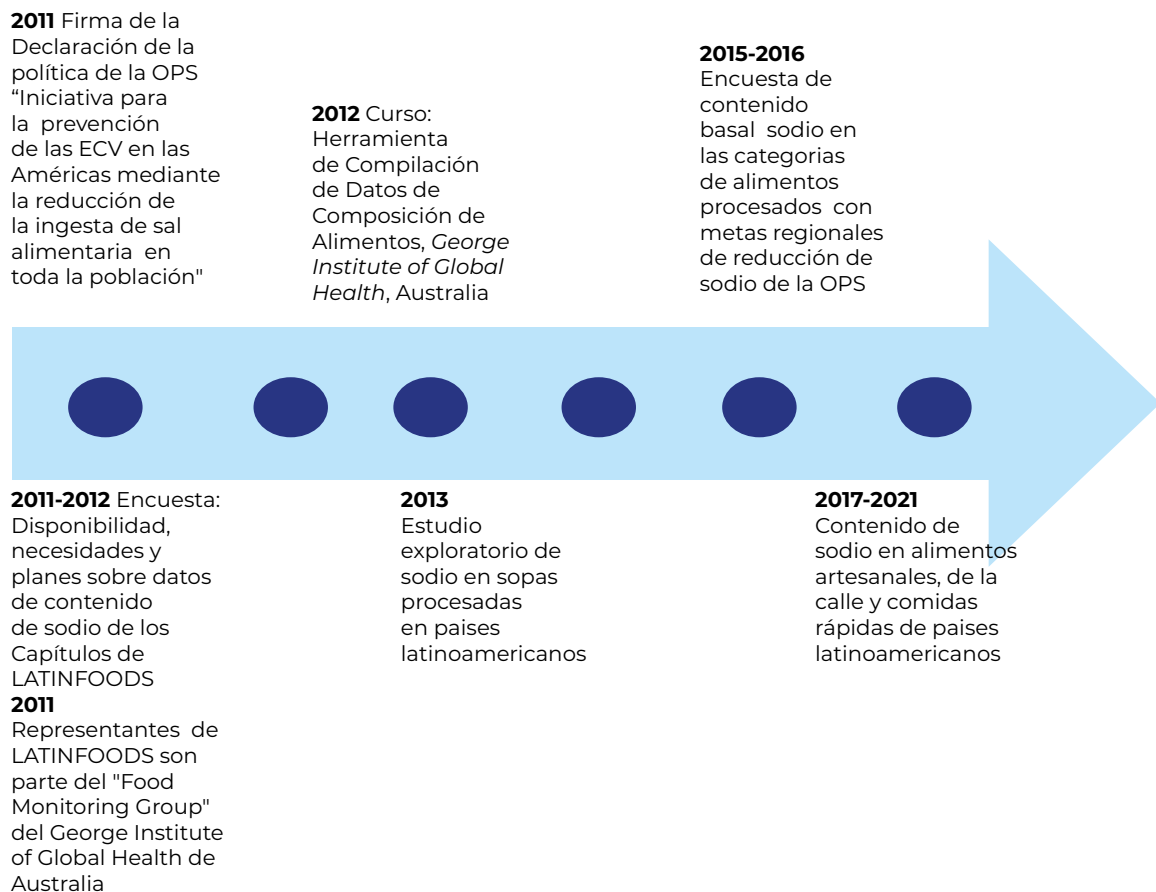 2011 Firma de la
Declaración de la
política de la OPS
“Iniciativa para
la  prevención
de las ECV en las
Américas mediante
la reducción de
la ingesta de sal
alimentaria  en
toda la población"
2012 Curso:
Herramienta
de Compilación
de Datos de
Composición de
Alimentos, George
Institute of Global
Health, Australia
2015-2016
Encuesta de
contenido
basal  sodio en
las categorias
de alimentos
procesados  con
metas regionales
de reducción de
sodio de la OPS
2011-2012 Encuesta:
Disponibilidad,
necesidades y
planes sobre datos
de contenido
de sodio de los
Capítulos de
LATINFOODS
2011
Representantes  de
LATINFOODS son
parte del "Food
Monitoring Group"
del George Institute
of Global Health de
Australia
2013
Estudio
exploratorio de
sodio en sopas
procesadas
en paises
latinoamericanos
2017-2021
Contenido de
sodio en alimentos
artesanales, de la
calle y comidas
rápidas de paises
latinoamericanos